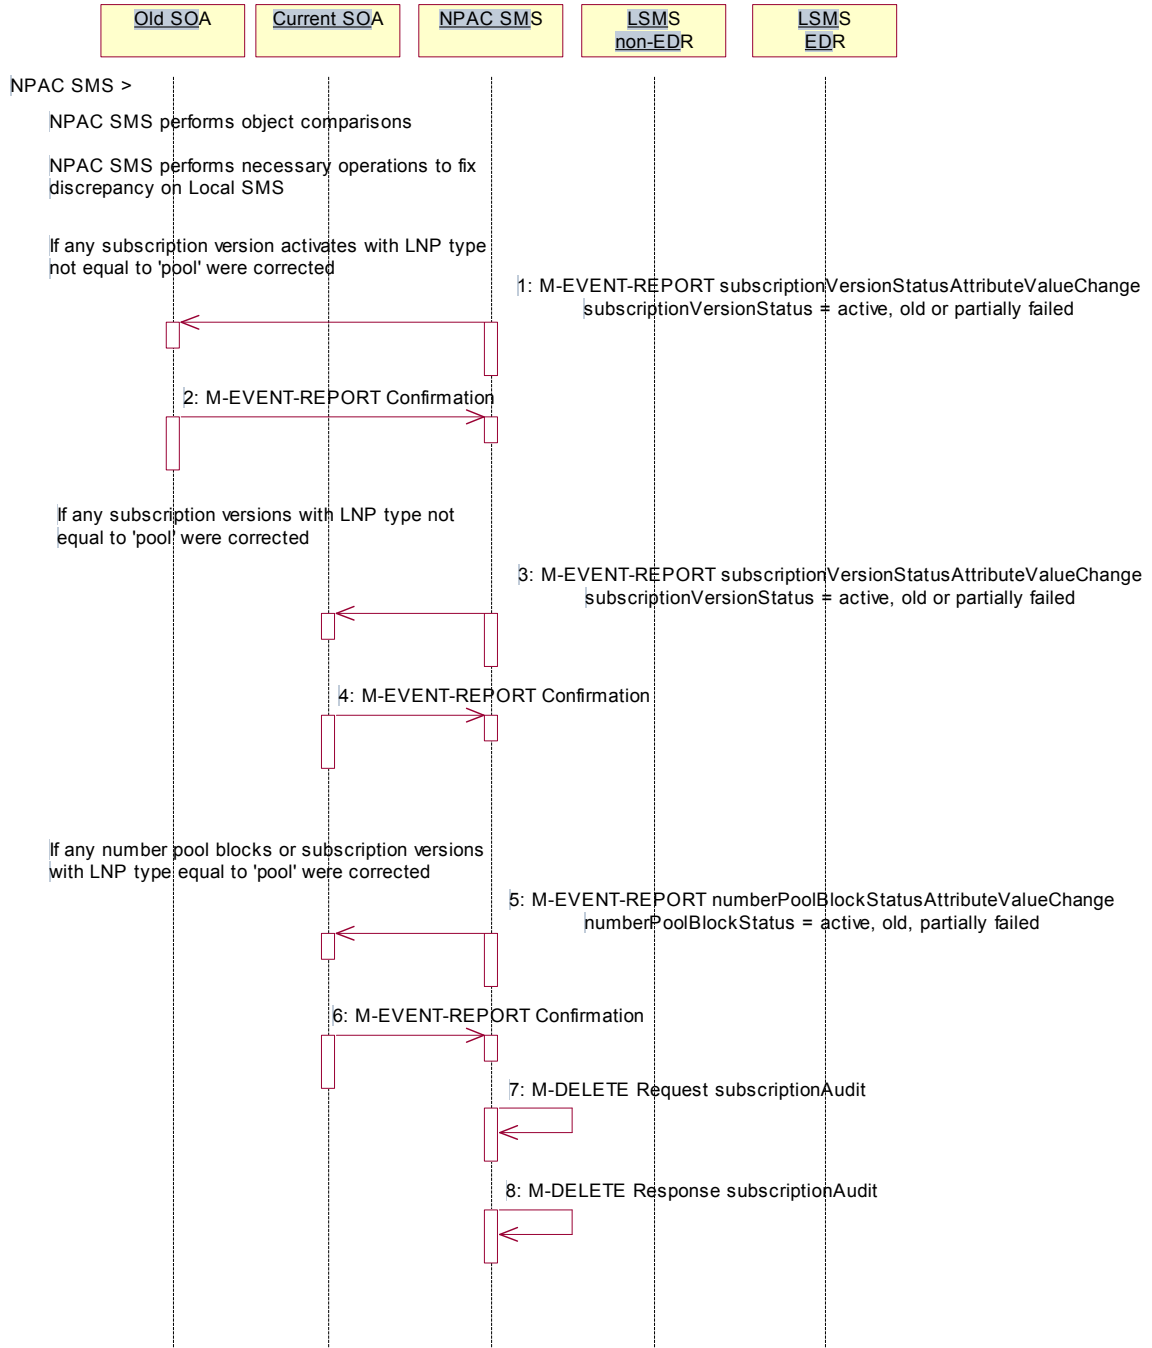 Old SOA
Current SOA
NPAC SMS
LSMS
non-EDR
LSMS
EDR
NPAC SMS >
NPAC SMS performs object comparisons
NPAC SMS performs necessary operations to fix
discrepancy on Local SMS
If any subscription version activates with LNP type
not equal to 'pool' were corrected
1: M-EVENT-REPORT subscriptionVersionStatusAttributeValueChange
subscriptionVersionStatus = active, old or partially failed
2: M-EVENT-REPORT Confirmation
If any subscription versions with LNP type not
equal to 'pool' were corrected
3: M-EVENT-REPORT subscriptionVersionStatusAttributeValueChange
subscriptionVersionStatus = active, old or partially failed
4: M-EVENT-REPORT Confirmation
If any number pool blocks or subscription versions
with LNP type equal to 'pool' were corrected
5: M-EVENT-REPORT numberPoolBlockStatusAttributeValueChange
numberPoolBlockStatus = active, old, partially failed
6: M-EVENT-REPORT Confirmation
7: M-DELETE Request subscriptionAudit
8: M-DELETE Response subscriptionAudit